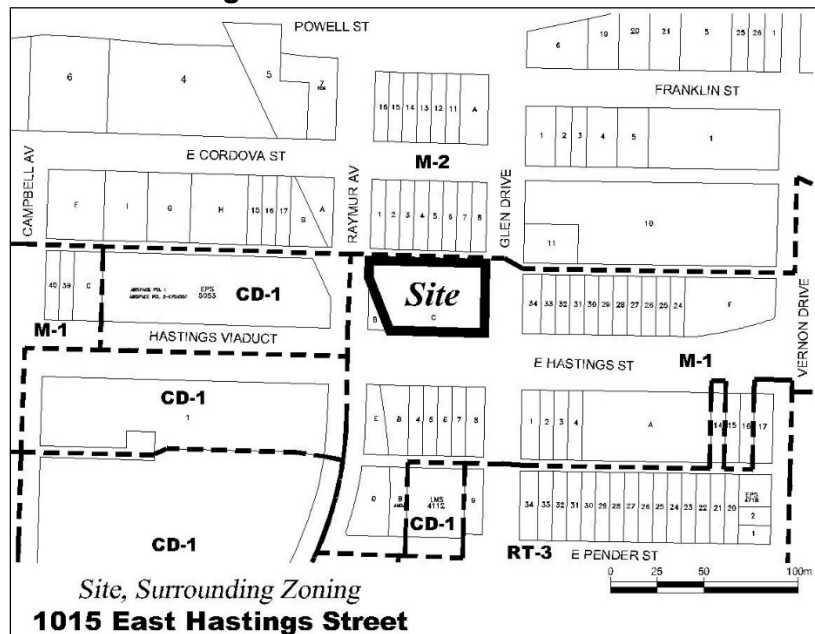 POWELL ST
6
4
5
7
16 15 14 13 12 11 A
6 19 20 21 5 25 26 1
FRANKLIN ST
CAMPBELL AV
E CORDOVA ST
RAYMUR AV
M-2
GLEN DRIVE
1 2 3 4 5 1
F I G H 15 16 17 B A
1 2 3 4 5 6 7 8
10
11
40 39 C
AIRSPACE PCL 1
EPS
5053
CD-1
Site
B C
34 33 32 31 30 29 28 27 26 25 24 F
VERNON DRIVE
M-1
HASTINGS VIADUCT
E HASTINGS ST
M-1
CD-1
1
E B 4 5 6 7 8
1 2 3 4 A 14 15 16 17
D B LMS
4112
9
CD-1
34 33 32 31 30 29 28 27 26 25 24 23 22 21 20
EPS
4718
2
1
CD-1
RT-3
E PENDER ST
0 25 50 100m
Site, Surrounding Zoning
1015 East Hastings Street